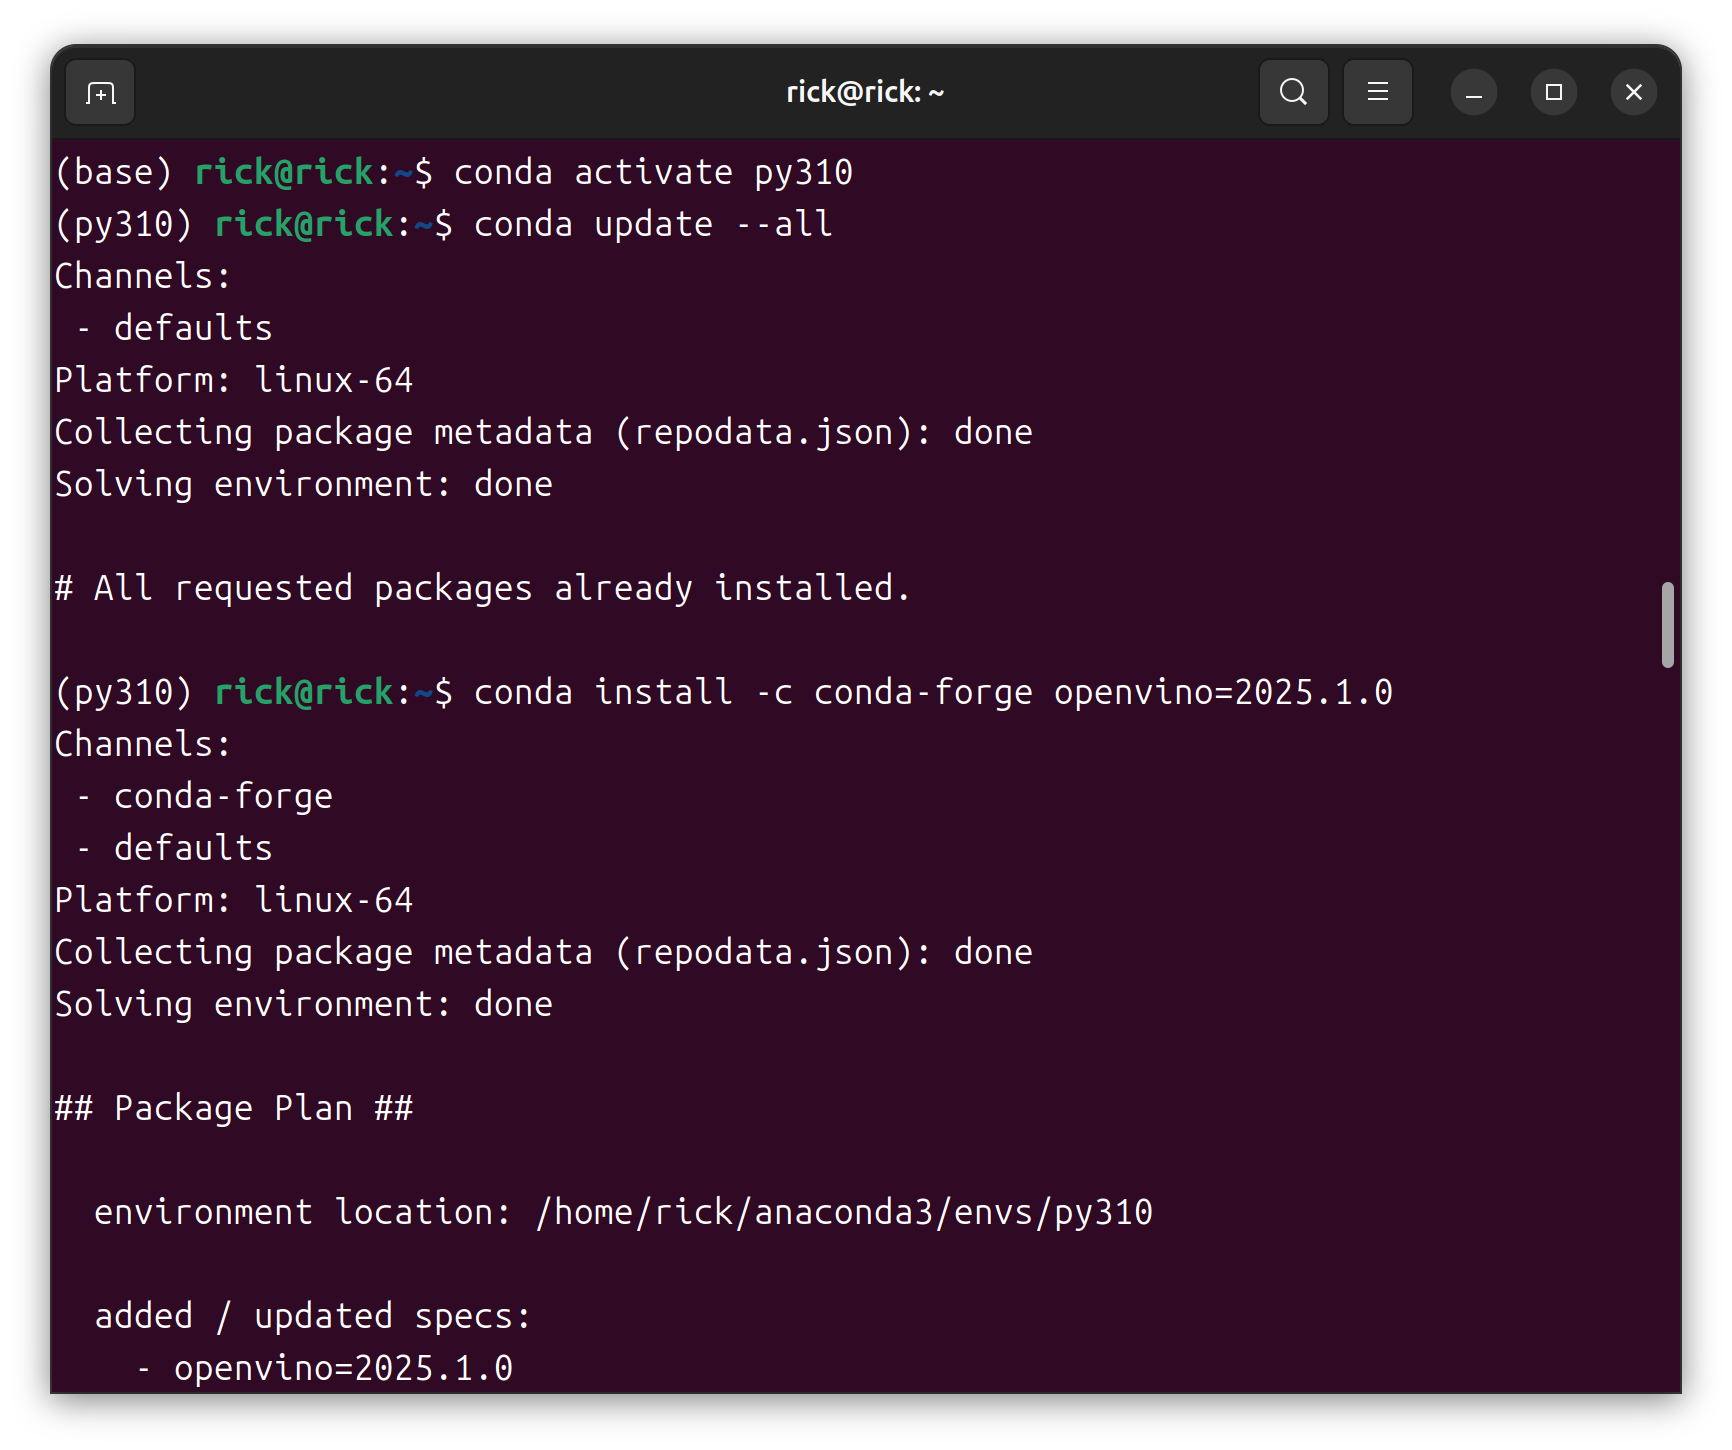 rick@rick: ~
(base) rick@rick:~$ conda activate py310
(py310) rick@rick:~$ conda update --all
Channels:
 - defaults
Platform: linux-64
Collecting package metadata (repodata.json): done
Solving environment: done

# All requested packages already installed.

(py310) rick@rick:~$ conda install -c conda-forge openvino=2025.1.0
Channels:
 - conda-forge
 - defaults
Platform: linux-64
Collecting package metadata (repodata.json): done
Solving environment: done

## Package Plan ##

  environment location: /home/rick/anaconda3/envs/py310

  added / updated specs:
    - openvino=2025.1.0